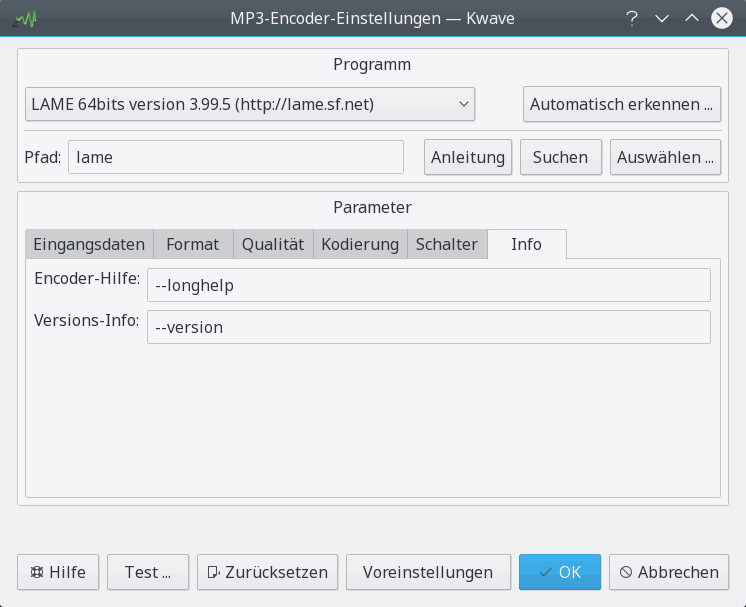 MP3-Encoder-Einstellungen — Kwave
Programm
LAME 64bits version 3.99.5 (http://lame.sf.net)
Automatisch erkennen ...
Pfad:
lame
Anleitung
Suchen
Auswählen ...
Parameter
Eingangsdaten
Format
Qualität
Kodierung
Schalter
Info
Encoder-Hilfe:
--longhelp
Versions-Info:
--version
Hilfe
Test ...
Zurücksetzen
Voreinstellungen
OK
Abbrechen